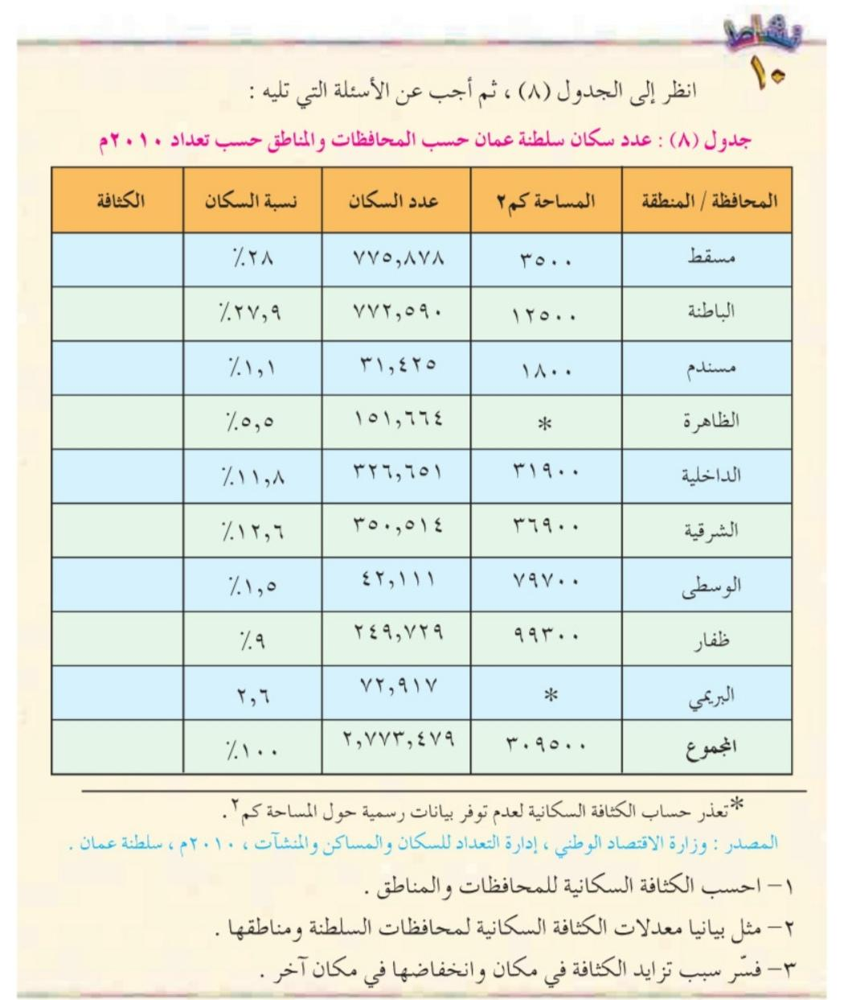 نشاط
١٠
انظر إلى الجدول (٨) ، ثم أجب عن الأسئلة التي تليه :
جدول (٨) : عدد سكان سلطنة عمان حسب المحافظات والمناطق حسب تعداد ٢٠١٠م
المحافظة / المنطقة المساحة كم٢ عدد السكان نسبة السكان الكثافة
مسقط ٣٥٠٠ ٧٧٥,٨٧٨ ٢٨٪
الباطنة ١٢٥٠٠ ٧٧٢,٥٩٠ ٢٧,٩٪
مسندم ١٨٠٠ ٣١,٤٢٥ ١,١٪
الظاهرة * ١٥١,٦٦٤ ٥,٥٪
الداخلية ٣١٩٠٠ ٣٢٦,٦٥١ ١١,٨٪
الشرقية ٣٦٩٠٠ ٣٥٠,٥١٤ ١٢,٦٪
الوسطى ٧٩٧٠٠ ٤٢,١١١ ١,٥٪
ظفار ٩٩٣٠٠ ٢٤٩,٧٢٩ ٩٪
البريمي * ٧٢,٩١٧ ٢,٦
المجموع ٣٠٩٥٠٠ ٢,٧٧٣,٤٧٩ ١٠٠٪
*تعذر حساب الكثافة السكانية لعدم توفر بيانات رسمية حول المساحة كم٢.
المصدر : وزارة الاقتصاد الوطني ، إدارة التعداد للسكان والمساكن والمنشآت ، ٢٠١٠م ، سلطنة عمان .
١– احسب الكثافة السكانية للمحافظات والمناطق .
٢– مثل بيانيا معدلات الكثافة السكانية لمحافظات السلطنة ومناطقها .
٣– فسّر سبب تزايد الكثافة في مكان وانخفاضها في مكان آخر .